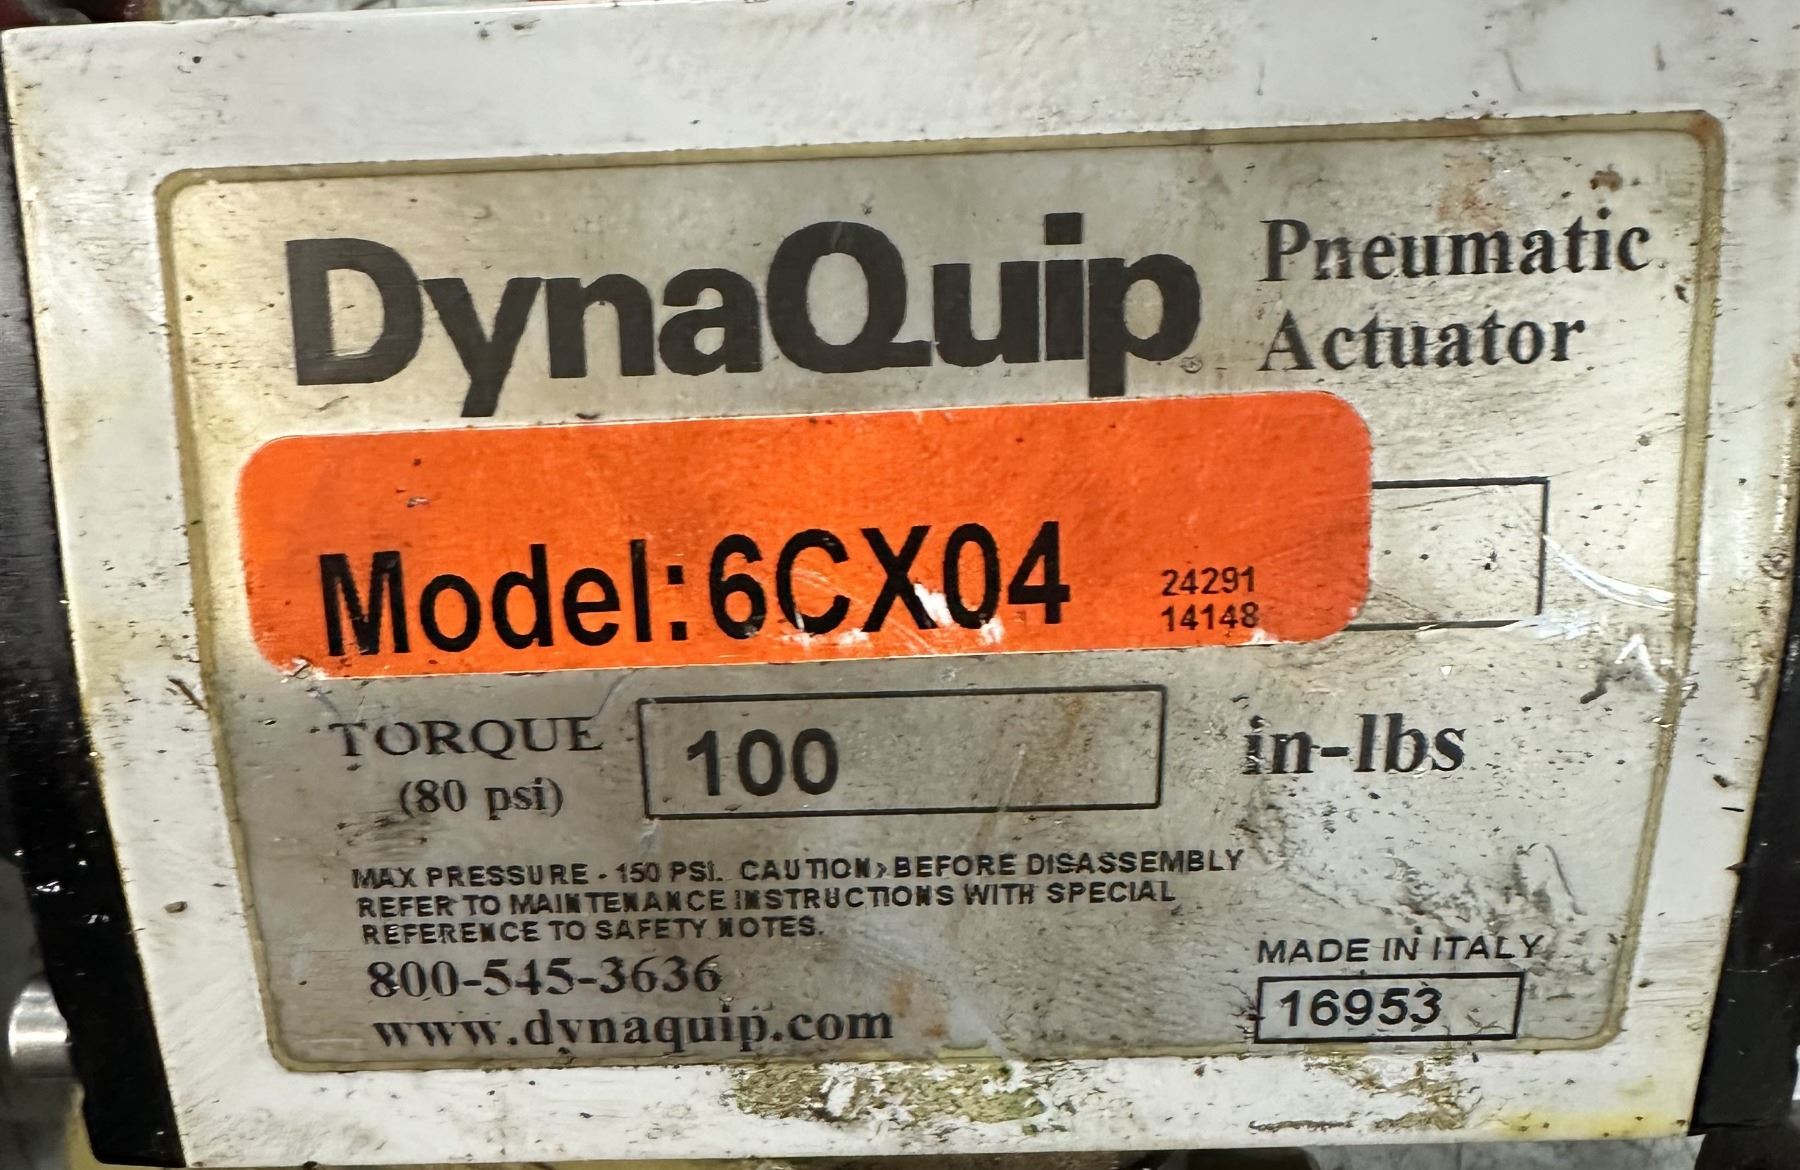 DynaQuip®
Pneumatic
Actuator
Model: 6CX04
24291
14148
TORQUE
(80 psi)
100
in-lbs
MAX PRESSURE - 150 PSI. CAUTION, BEFORE DISASSEMBLY
REFER TO MAINTENANCE INSTRUCTIONS WITH SPECIAL
REFERENCE TO SAFETY NOTES.
800-545-3636
www.dynaquip.com
MADE IN ITALY
16953